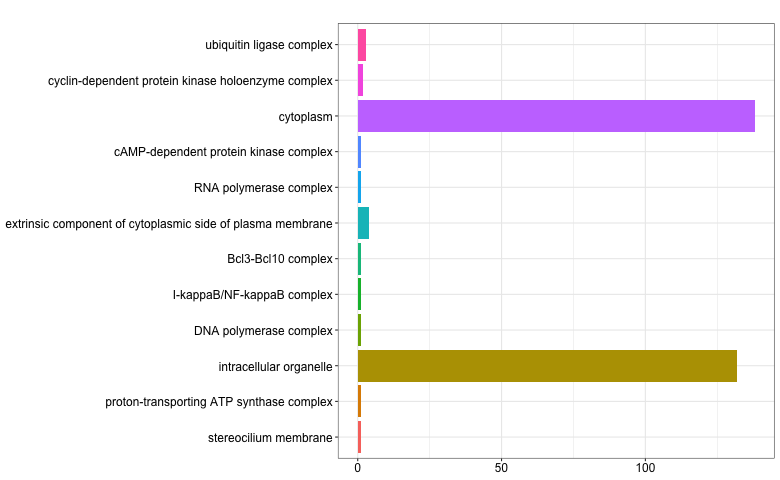 ubiquitin ligase complex
cyclin-dependent protein kinase holoenzyme complex
cytoplasm
cAMP-dependent protein kinase complex
RNA polymerase complex
extrinsic component of cytoplasmic side of plasma membrane
Bcl3-Bcl10 complex
I-kappaB/NF-kappaB complex
DNA polymerase complex
intracellular organelle
proton-transporting ATP synthase complex
stereocilium membrane
0 50 100